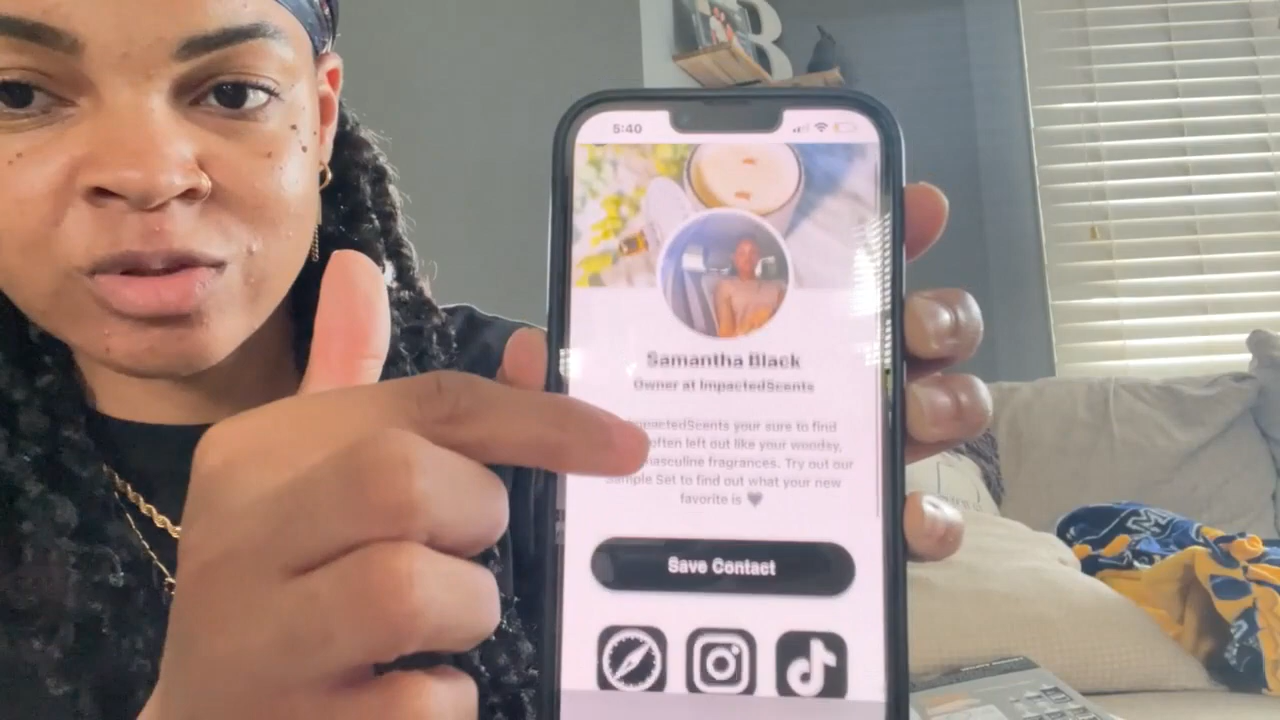 B
5:40
Samantha Black
Owner at ImpactedScents
your sure to find
often left out like your woodsy,
masculine fragrances. Try out our
Sample Set to find out what your new
favorite is 🖤
Save Contact